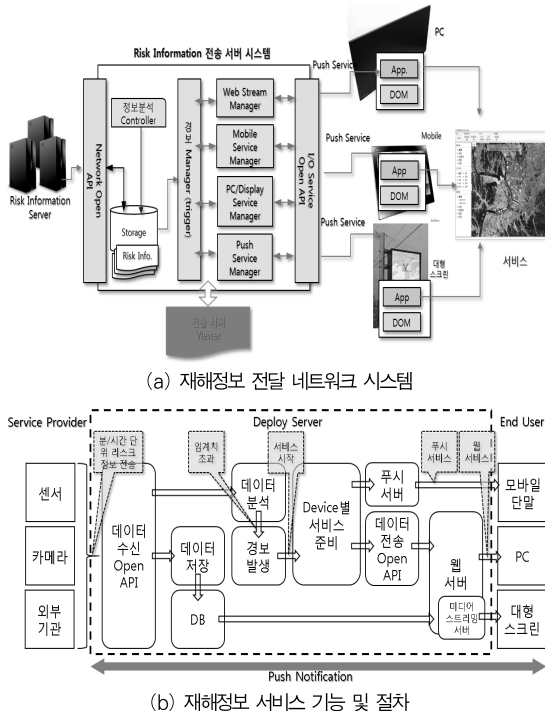 Risk Information 전송 서버 시스템
Risk Information
Server
Network Open
API
정보분석
Controller
Storage
Risk Info.
정보 Manager (trigger)
Web Stream
Manager
Mobile
Service Manager
PC/Display
Service
Manager
Push
Service
Manager
I/O Service
Open API
전송 서버
Viewer
Push Service
PC
App.
DOM
Push Service
Mobile
App
DOM
Push Service
대형
스크린
App
DOM
서비스
(a) 재해정보 전달 네트워크 시스템
Service Provider
Deploy Server
End User
분/시간 단
위 리스크
정보 전송
임계치
초과
서비스
시작
푸시
서비스
웹
서비스
센서
카메라
외부
기관
데이터
수신
Open
API
데이터
저장
DB
데이터
분석
경보
발생
Device별
서비스
준비
푸시
서버
데이터
전송
Open
API
웹
서버
미디어
스트리밍
서버
모바일
단말
PC
대형
스크린
Push Notification
(b) 재해정보 서비스 기능 및 절차